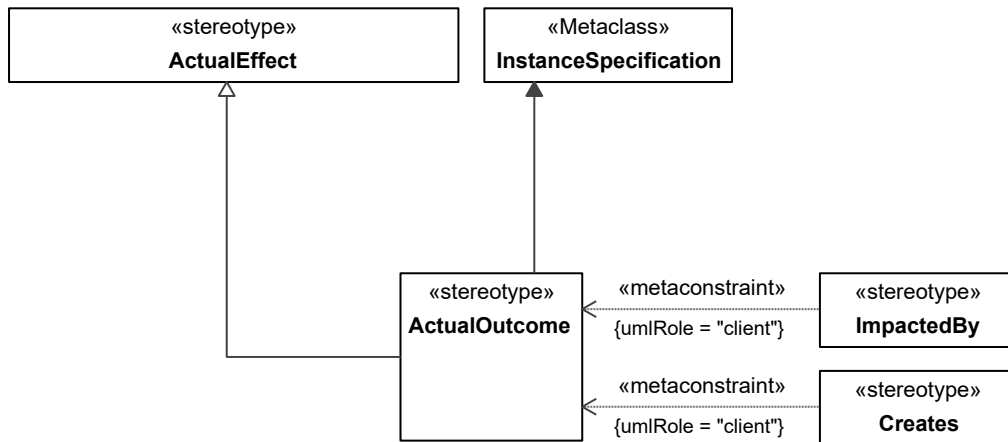 «stereotype»
ActualEffect
«Metaclass»
InstanceSpecification
«stereotype»
ActualOutcome
«metaconstraint»
{umlRole = "client"}
«stereotype»
ImpactedBy
«metaconstraint»
{umlRole = "client"}
«stereotype»
Creates